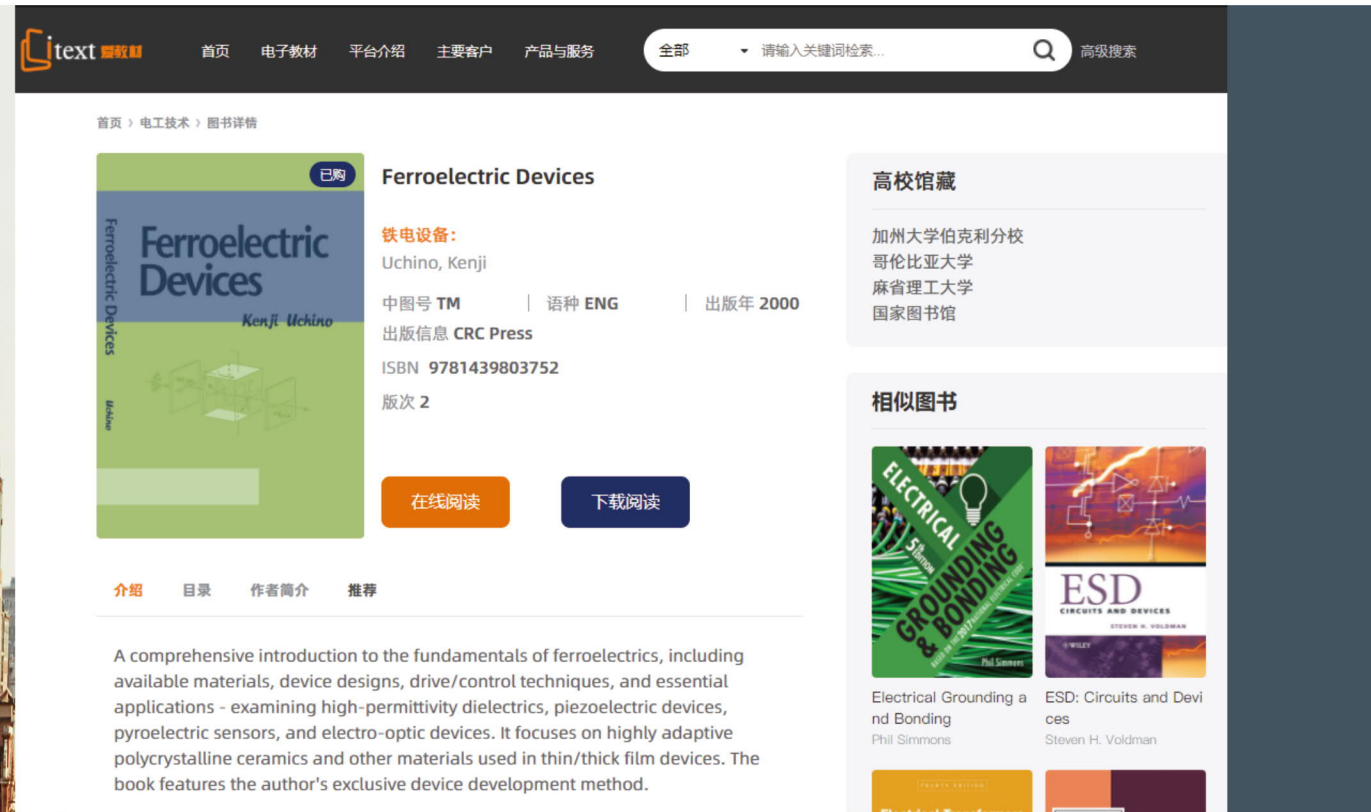 itext 爱教材
首页 电子教材 平台介绍 主要客户 产品与服务 全部 请输入关键词检索... 高级搜索
首页 》 电工技术 》 图书详情
已购
Ferroelectric
Devices
Kenji Uchino
Ferroelectric Devices
Uchino
Ferroelectric Devices
铁电设备:
Uchino, Kenji
中图号 TM 语种 ENG 出版年 2000
出版信息 CRC Press
ISBN 9781439803752
版次 2
在线阅读 下载阅读
介绍 目录 作者简介 推荐
A comprehensive introduction to the fundamentals of ferroelectrics, including
available materials, device designs, drive/control techniques, and essential
applications - examining high-permittivity dielectrics, piezoelectric devices,
pyroelectric sensors, and electro-optic devices. It focuses on highly adaptive
polycrystalline ceramics and other materials used in thin/thick film devices. The
book features the author's exclusive device development method.
高校馆藏
加州大学伯克利分校
哥伦比亚大学
麻省理工大学
国家图书馆
相似图书
ELECTRICAL
5th EDITION
GROUNDING
& BONDING
BASED ON THE 2017 NATIONAL ELECTRICAL CODE
Phil Simmons
ESD
CIRCUITS AND DEVICES
STEVEN H. VOLDMAN
WILEY
Electrical Grounding a
nd Bonding
Phil Simmons
ESD: Circuits and Devi
ces
Steven H. Voldman
FOURTH EDITION